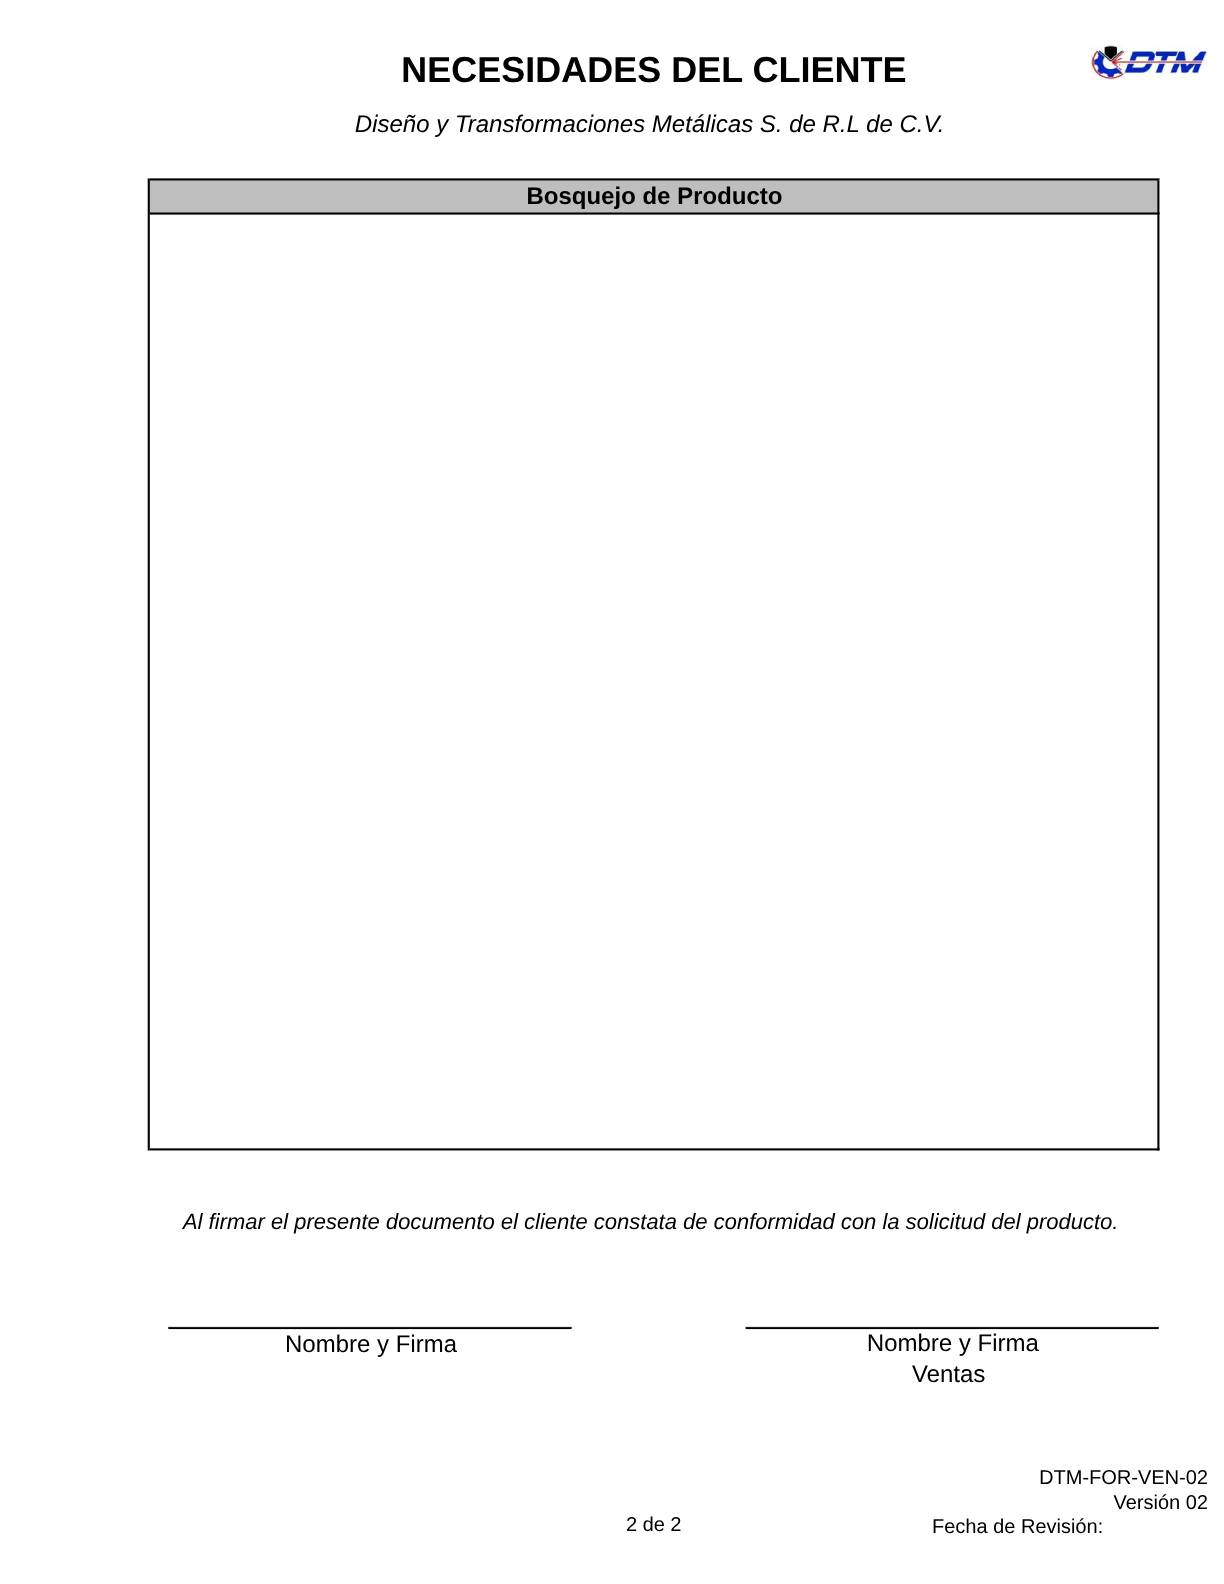 NECESIDADES DEL CLIENTE
DTM
Diseño y Transformaciones Metálicas S. de R.L de C.V.
Bosquejo de Producto
Al firmar el presente documento el cliente constata de conformidad con la solicitud del producto.
Nombre y Firma
Nombre y Firma
Ventas
DTM-FOR-VEN-02
Versión 02
2 de 2
Fecha de Revisión: